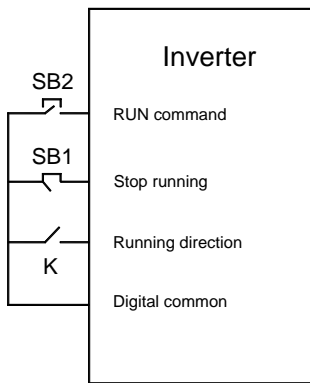 Inverter
SB2
RUN command
SB1
Stop running
Running direction
K
Digital common